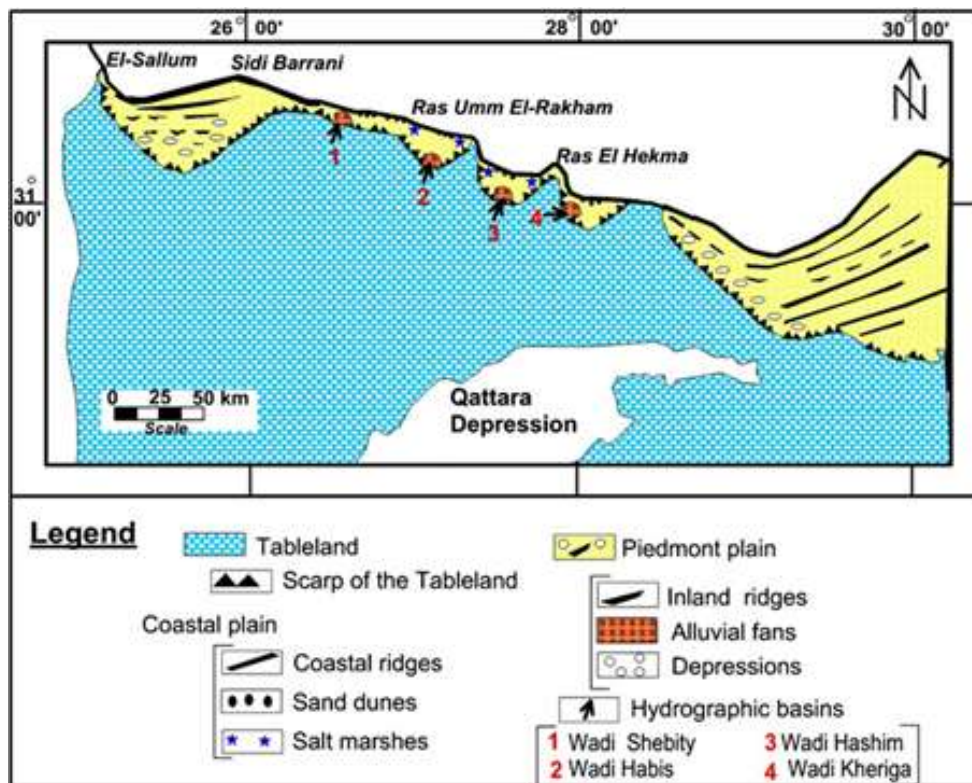 26° 00'
28° 00'
30° 00'
El-Sallum
Sidi Barrani
Ras Umm El-Rakham
Ras El Hekma
N
31° 00'
1
2
3
4
0 25 50 km
Scale
Qattara
Depression
Legend
Tableland
Scarp of the Tableland
Coastal plain
Coastal ridges
Sand dunes
Salt marshes
Piedmont plain
Inland ridges
Alluvial fans
Depressions
Hydrographic basins
1 Wadi Shebity
2 Wadi Habis
3 Wadi Hashim
4 Wadi Kheriga